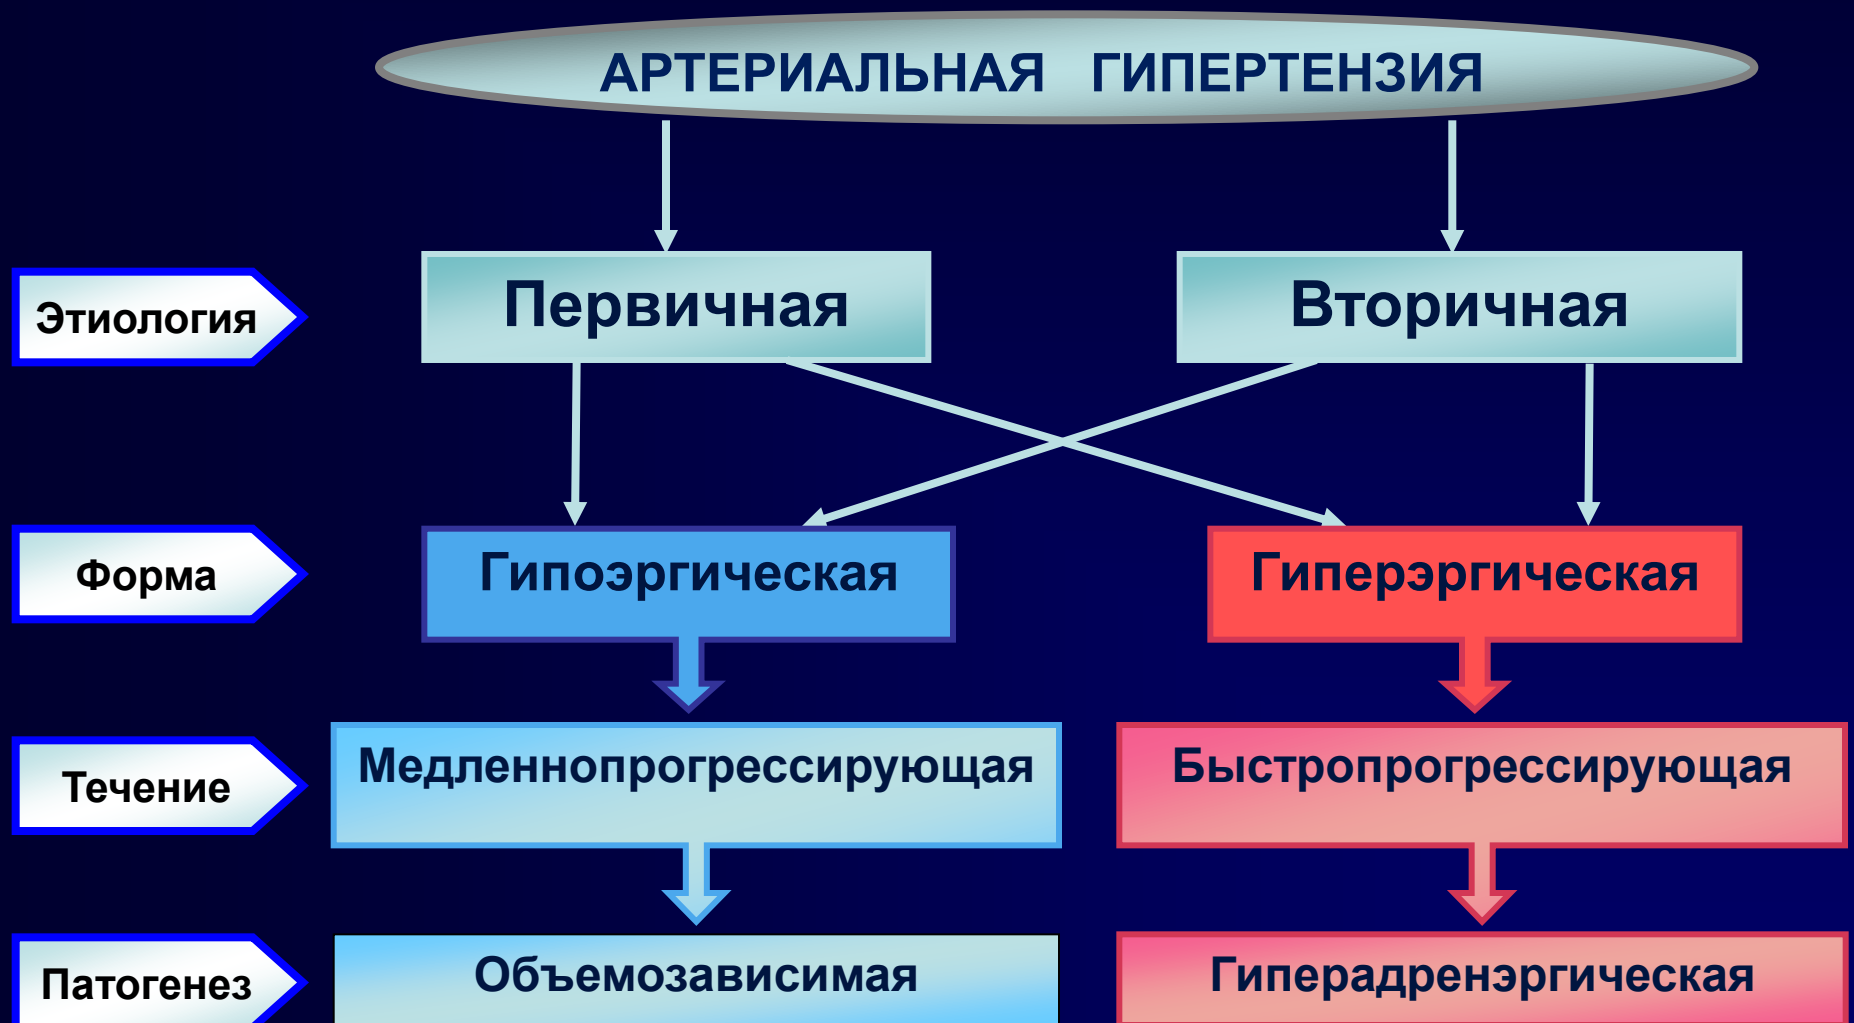 АРТЕРИАЛЬНАЯ ГИПЕРТЕНЗИЯ
Этиология
Первичная
Вторичная
Форма
Гипоэргическая
Гиперэргическая
Течение
Медленнопрогрессирующая
Быстропрогрессирующая
Патогенез
Объемозависимая
Гиперадренэргическая